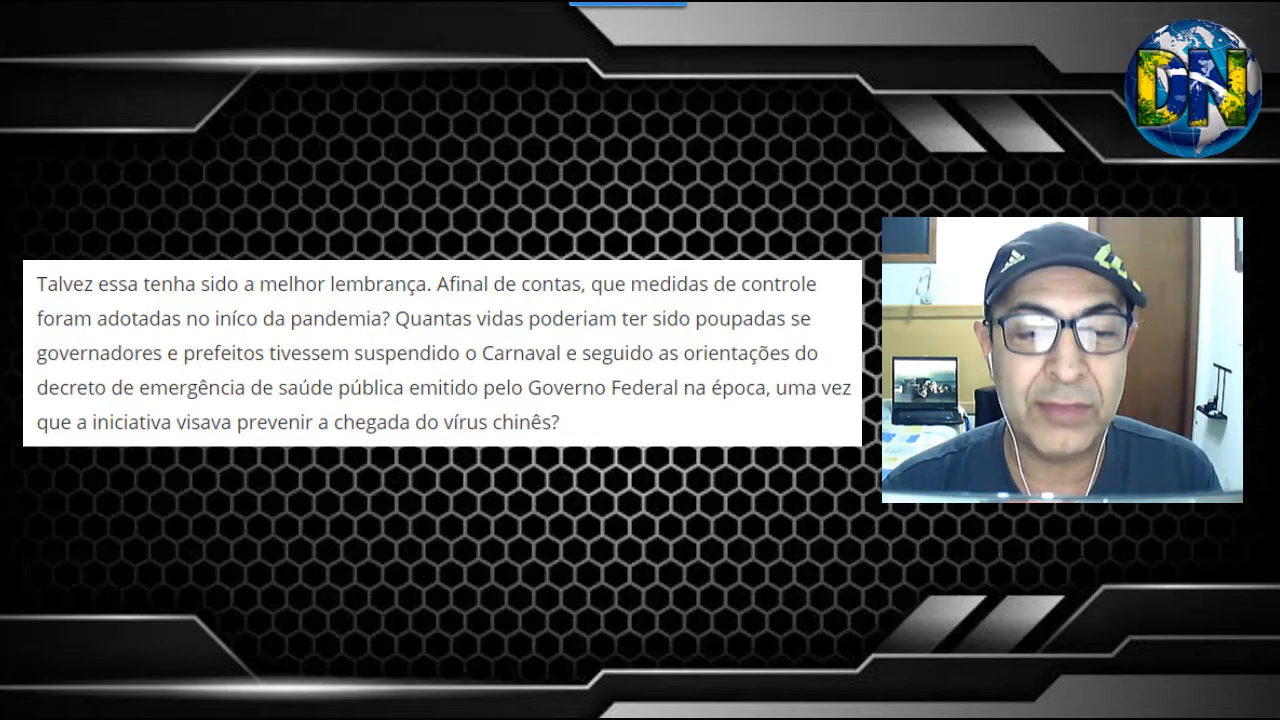 DN
Talvez essa tenha sido a melhor lembrança. Afinal de contas, que medidas de controle
foram adotadas no iníco da pandemia? Quantas vidas poderiam ter sido poupadas se
governadores e prefeitos tivessem suspendido o Carnaval e seguido as orientações do
decreto de emergência de saúde pública emitido pelo Governo Federal na época, uma vez
que a iniciativa visava prevenir a chegada do vírus chinês?